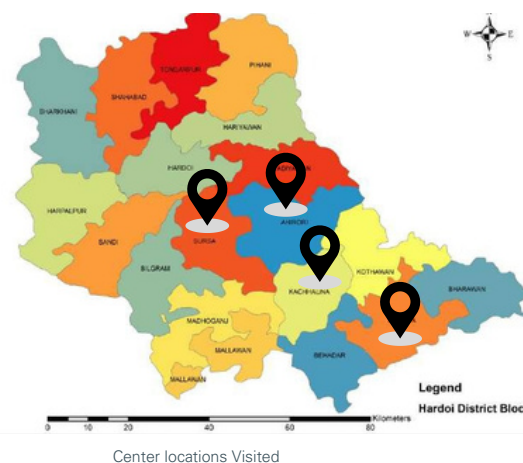 W E
S
TONDARPUR
PIHANI
SHAHABAD
BHARKHANI
HARIYAWAN
HARDOI
HARPALPUR
SANDI
SURSA
AHIRORI
BILGRAM
KOTHAWAN
KACHHAUNA
BHARAWAN
MADHOGANJ
MALLAWAN
BEHADAR
MALLAWAN
Legend
Hardoi District Bloc
Kilometers
0 5 10 20 40 60 80
Center locations Visited